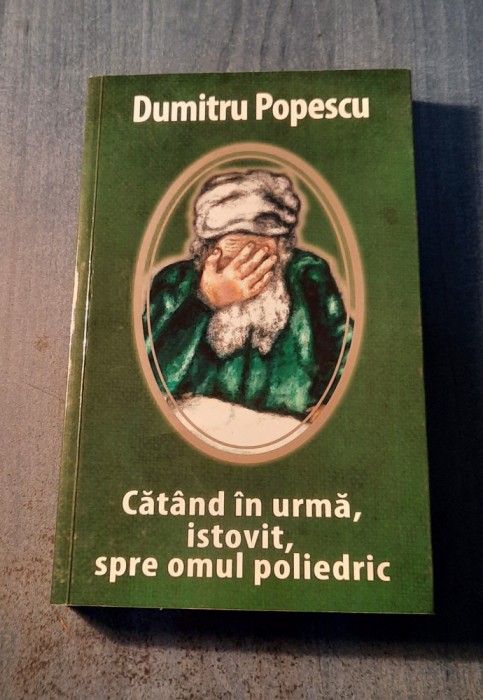 Dumitru Popescu
Cătând în urmă,
istovit,
spre omul poliedric